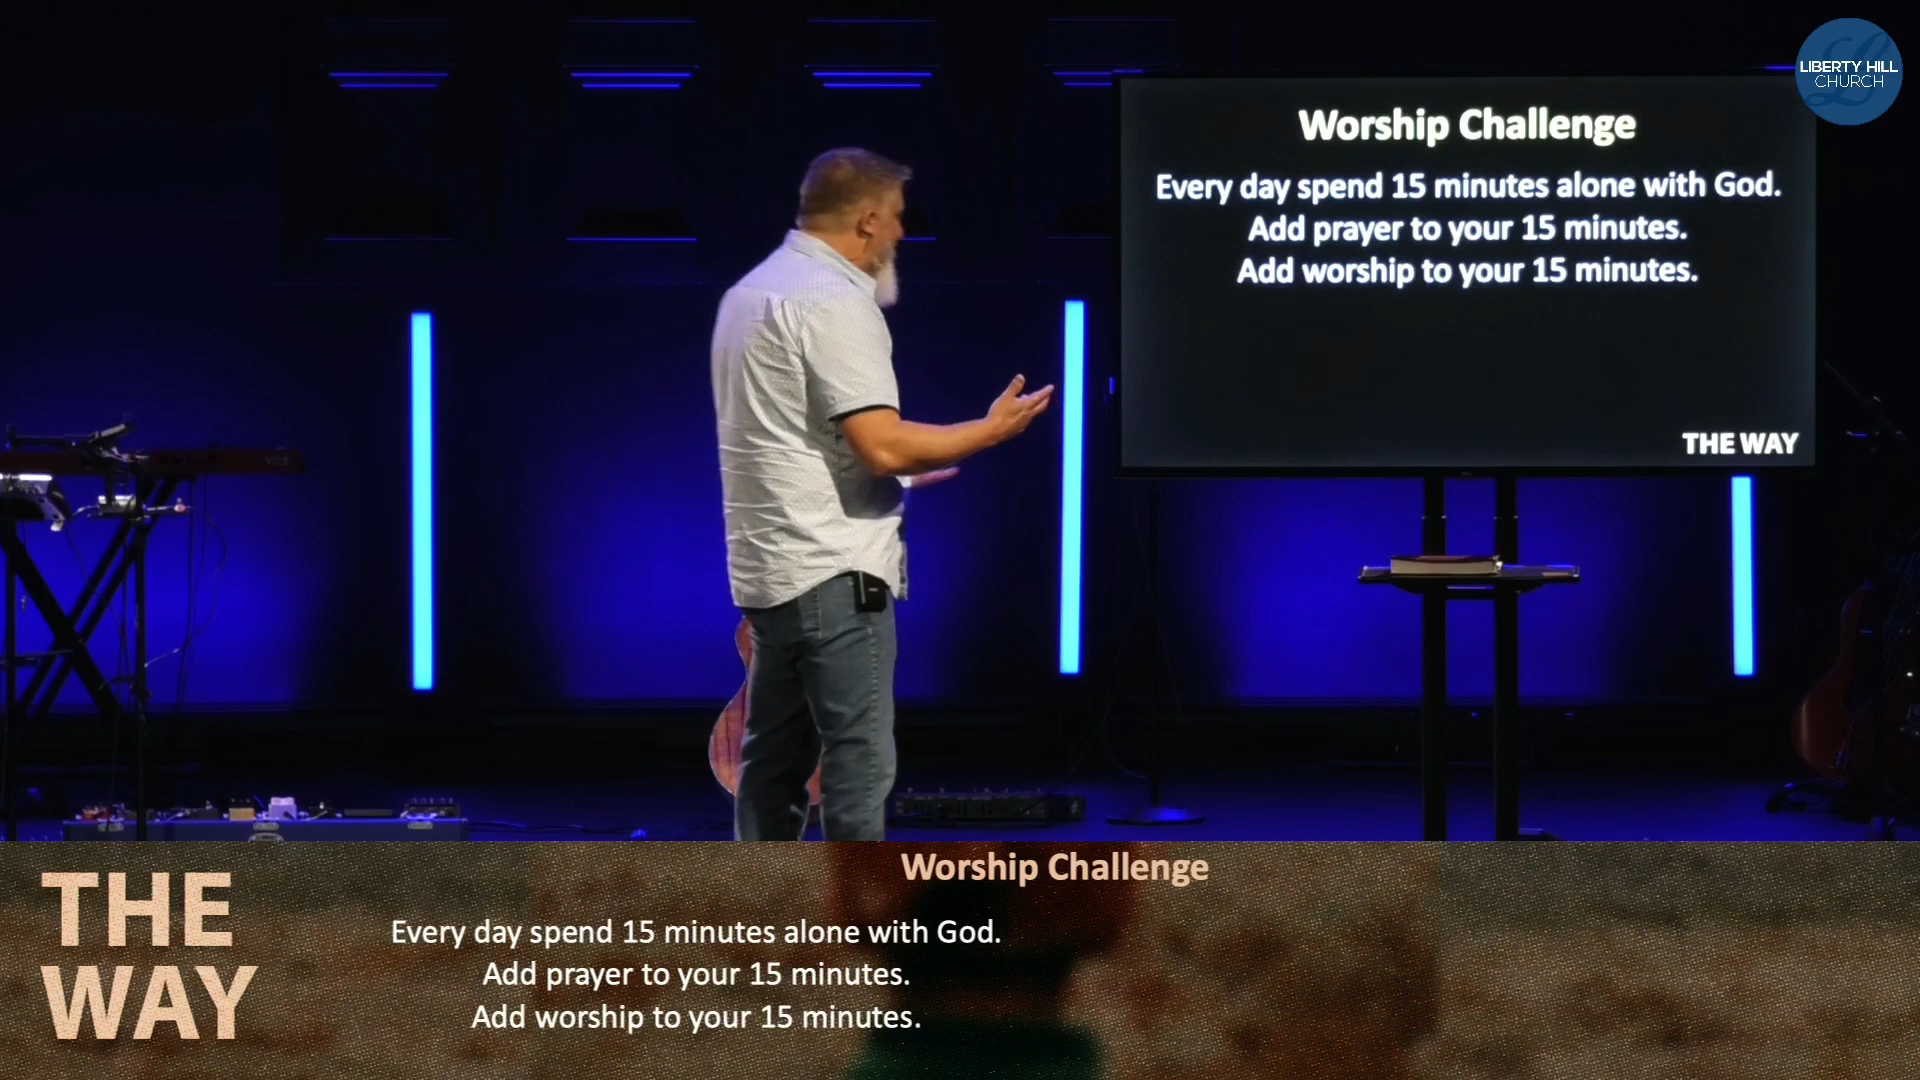 LIBERTY HILL
CHURCH
Worship Challenge
Every day spend 15 minutes alone with God.
Add prayer to your 15 minutes.
Add worship to your 15 minutes.
THE WAY
THE
WAY
Worship Challenge
Every day spend 15 minutes alone with God.
Add prayer to your 15 minutes.
Add worship to your 15 minutes.